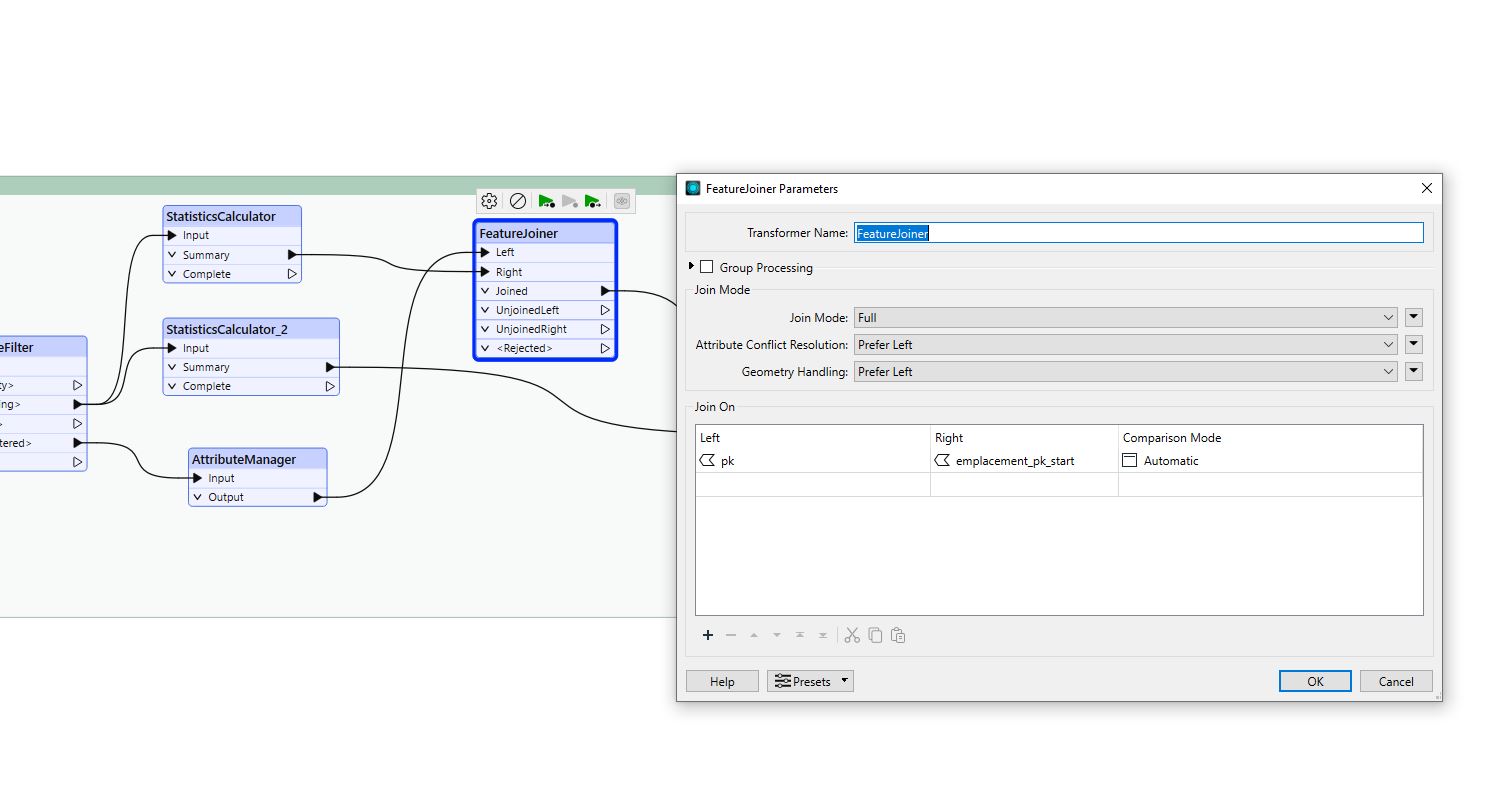 StatisticsCalculator
Input
Summary
Complete
StatisticsCalculator_2
Input
Summary
Complete
eFilter
ty>
ing>
>
tered>
AttributeManager
Input
Output
FeatureJoiner
Left
Right
Joined
UnjoinedLeft
UnjoinedRight
<Rejected>
FeatureJoiner Parameters
Transformer Name: FeatureJoiner
Group Processing
Join Mode
Join Mode: Full
Attribute Conflict Resolution: Prefer Left
Geometry Handling: Prefer Left
Join On
Left Right Comparison Mode
pk emplacement_pk_start Automatic
Help Presets OK Cancel